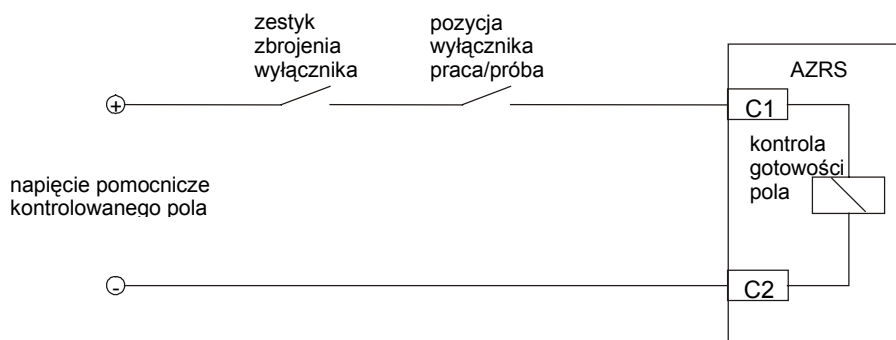 zestyk
zbrojenia
wyłącznika
pozycja
wyłącznika
praca/próba
AZRS
+
C1
kontrola
gotowości
pola
napięcie pomocnicze
kontrolowanego pola
-
C2